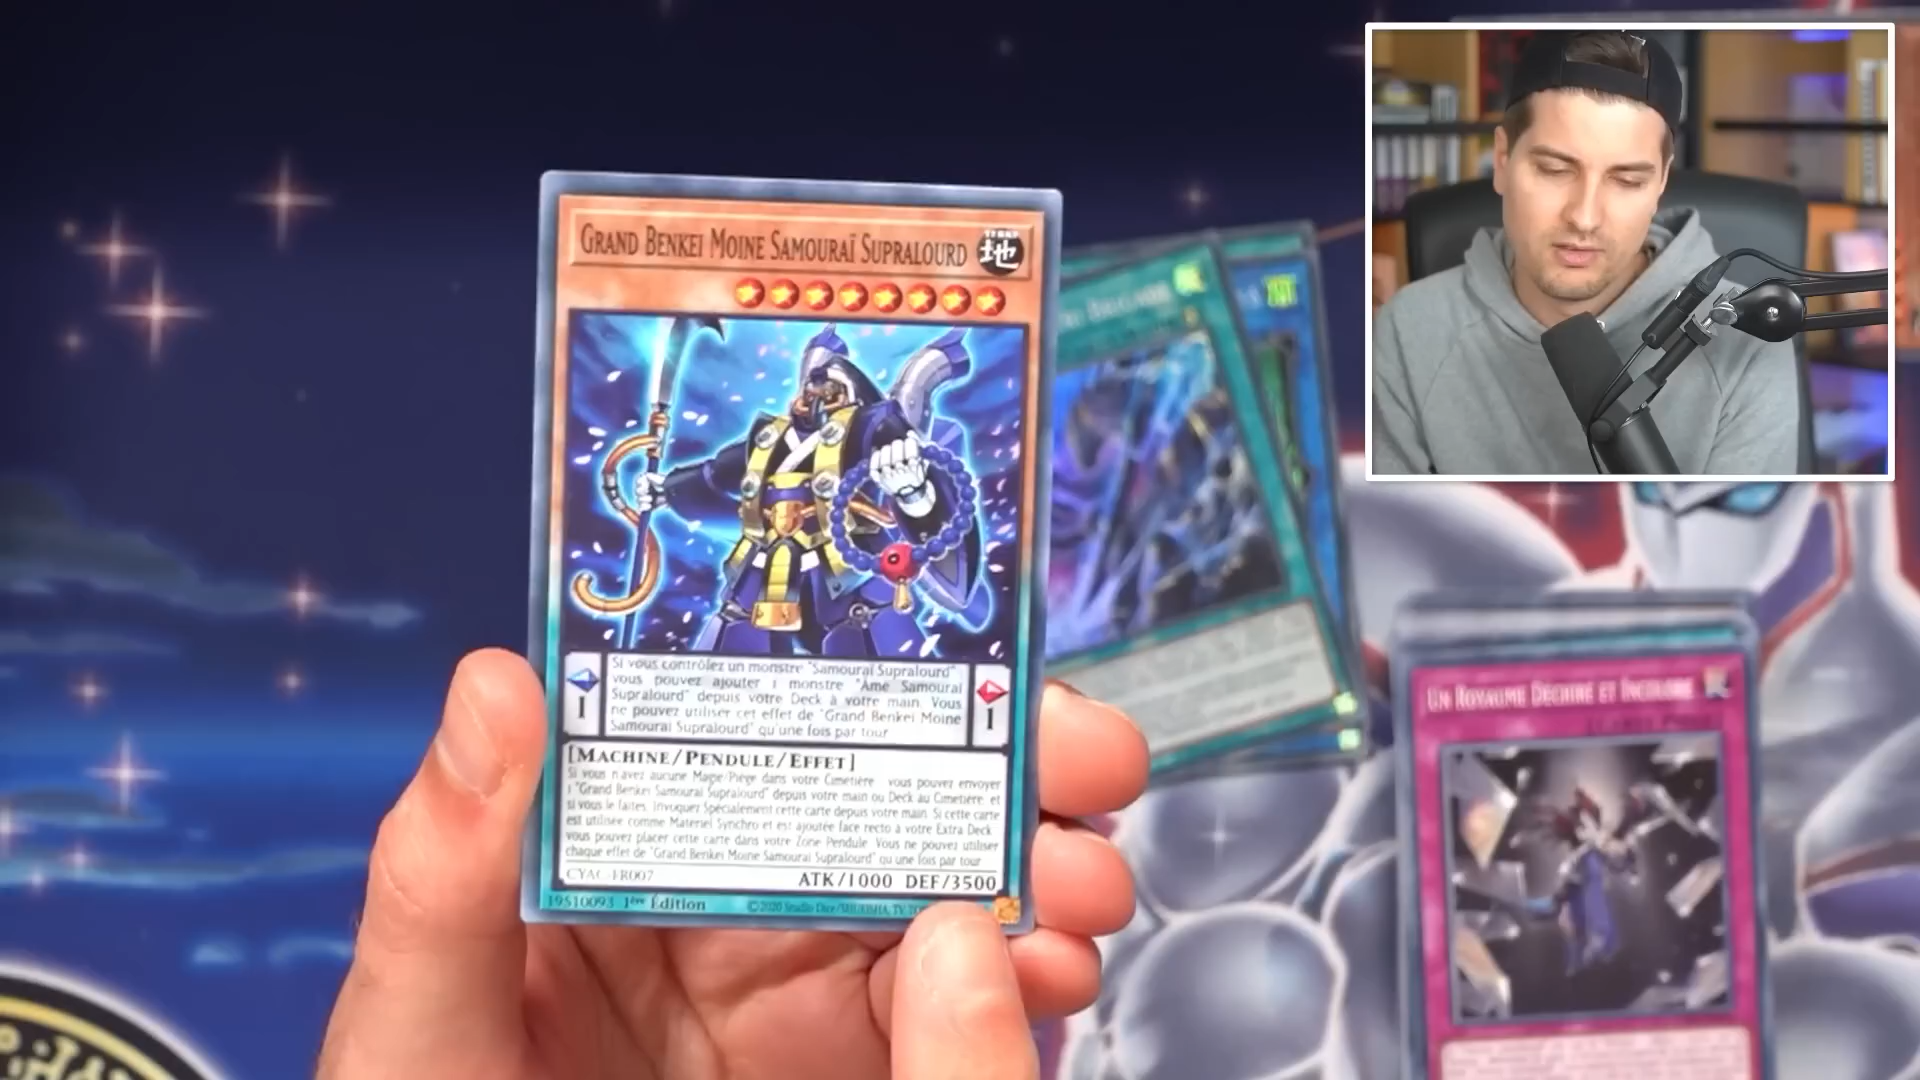 GRAND BENKEI MOINE SAMOURAÏ SUPRALOURD
地
Si vous contrôlez un monstre "Samouraï Supralourd",
vous pouvez ajouter 1 monstre "Âme Samouraï
Supralourd" depuis votre Deck à votre main. Vous
ne pouvez utiliser cet effet de "Grand Benkei Moine
Samouraï Supralourd" qu'une fois par tour
1
1
[MACHINE/PENDULE/EFFET]
Si vous n'avez aucune Magie/Piège dans votre Cimetière: vous pouvez envoyer
1 "Grand Benkei Samouraï Supralourd" depuis votre main ou Deck au Cimetière, et
si vous le faites, Invoquez Spécialement cette carte depuis votre main. Si cette carte
est utilisée comme Matériel Synchro et est ajoutée face recto à votre Extra Deck:
vous pouvez placer cette carte dans votre Zone Pendule. Vous ne pouvez utiliser
chaque effet de "Grand Benkei Moine Samouraï Supralourd" qu'une fois par tour
CYAC-FR007
ATK/1000 DEF/3500
19510093 1ère Édition
©2020 Studio Dice/SHUEISHA, TV
UN ROYAUME DÉCHIRÉ ET INCOLORE